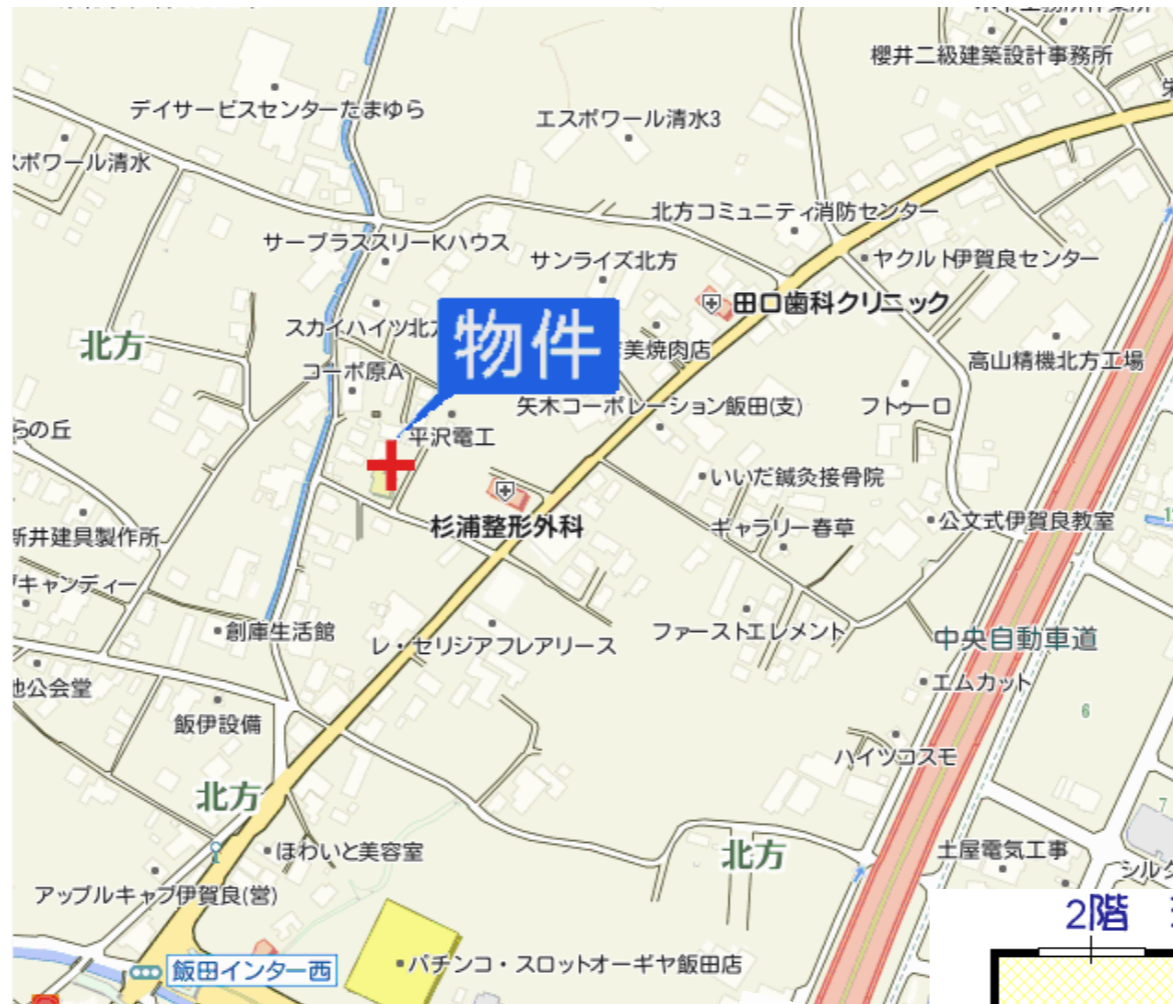 櫻井二級建築設計事務所
デイサービスセンターたまゆら
エスポワール清水3
スポワール清水
北方コミュニティ消防センター
サープラススリーKハウス
サンライズ北方
ヤクルト伊賀良センター
田口歯科クリニック
スカイハイツ北方
物件
美焼肉店
北方
コーポ原A
高山精機北方工場
矢木コーポレーション飯田(支)
フトゥーロ
らの丘
平沢電工
いいだ鍼灸接骨院
杉浦整形外科
ギャラリー春草
公文式伊賀良教室
新井建具製作所
キャンディー
創庫生活館
レ・セリジアフレアリース
ファーストエレメント
中央自動車道
池公会堂
エムカット
飯伊設備
6
ハイツコスモ
北方
7
ほわいと美容室
北方
土屋電気工事
シルク
アップルキャブ伊賀良(営)
2階
飯田インター西
パチンコ・スロットオーギヤ飯田店